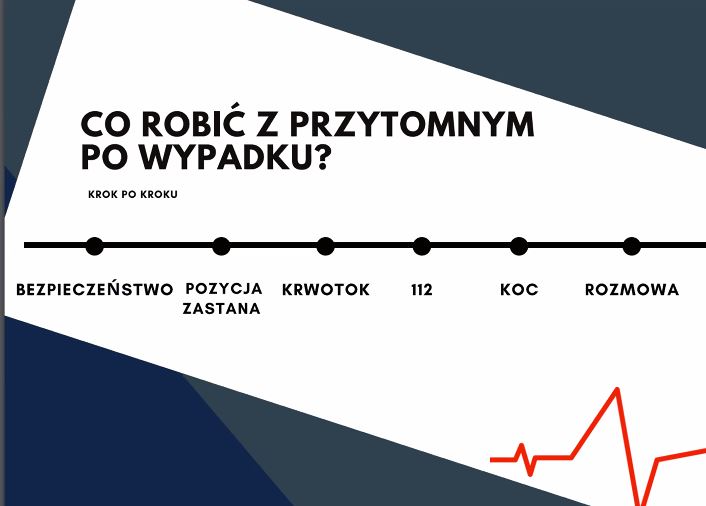 CO ROBIĆ Z PRZYTOMNYM
PO WYPADKU?
KROK PO KROKU
BEZPIECZEŃSTWO
POZYCJA
ZASTANA
KRWOTOK
112
KOC
ROZMOWA